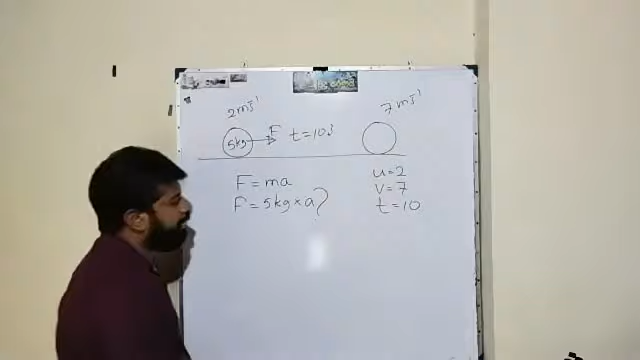 2ms⁻¹
7ms⁻¹
5kg F t=10s
F = ma
F = 5kg × a ?
u = 2
v = 7
t = 10